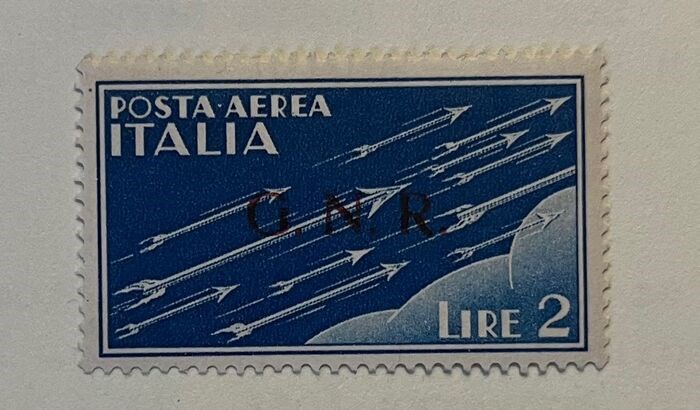 POSTA·AEREA
ITALIA
G. N. R.
LIRE 2